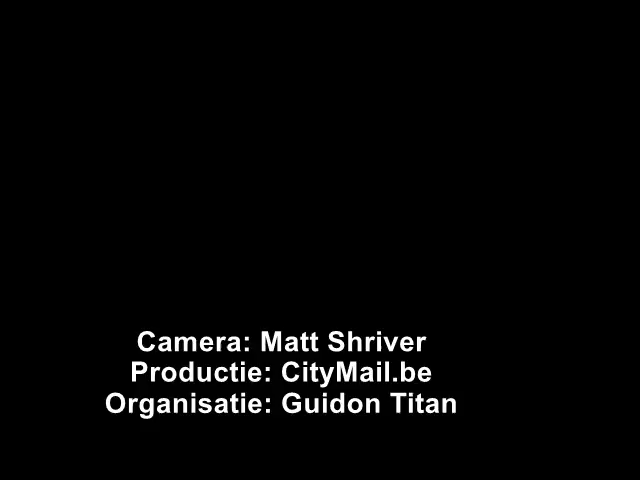 Camera: Matt Shriver
Productie: CityMail.be
Organisatie: Guidon Titan